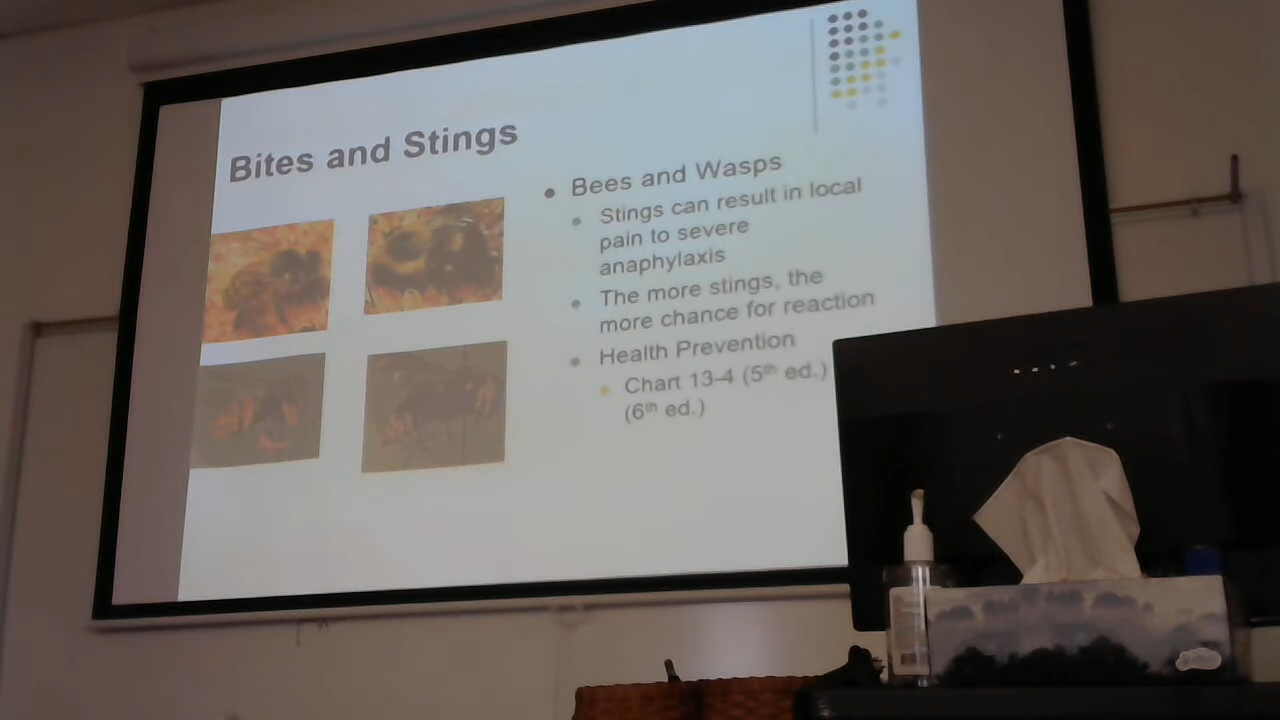 Bites and Stings
Bees and Wasps
Stings can result in local
pain to severe
anaphylaxis
The more stings, the
more chance for reaction
Health Prevention
Chart 13-4 (5th ed.)
(6th ed.)